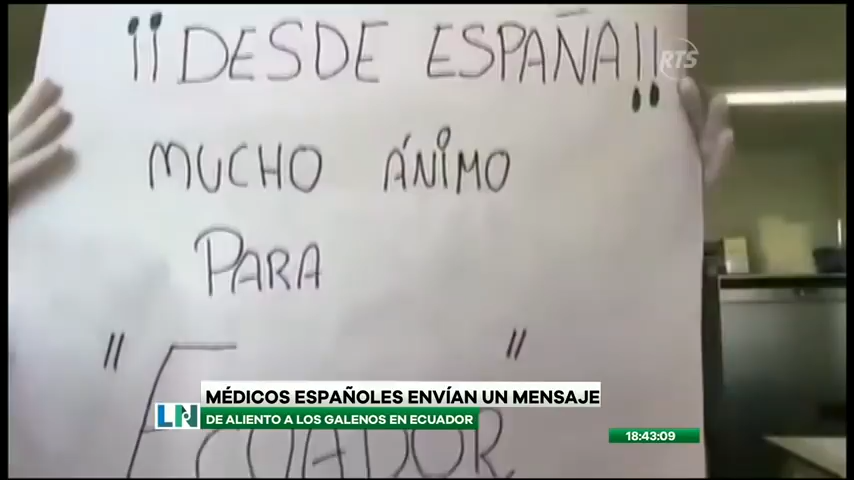 ¡¡DESDE ESPAÑA!!
RTS
MUCHO ÁNIMO
PARA
"ECUADOR"
MÉDICOS ESPAÑOLES ENVÍAN UN MENSAJE
LN
DE ALIENTO A LOS GALENOS EN ECUADOR
18:43:09